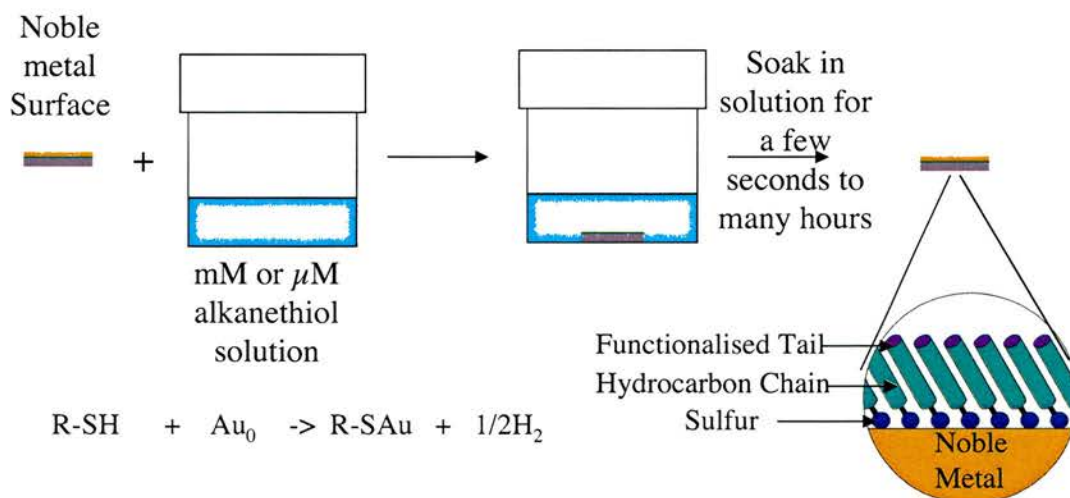 Noble
metal
Surface
+
mM or µM
alkanethiol
solution
Soak in
solution for
a few
seconds to
many hours
Functionalised Tail
Hydrocarbon Chain
Sulfur
Noble
Metal
R-SH + Au₀ -> R-SAu + 1/2H₂